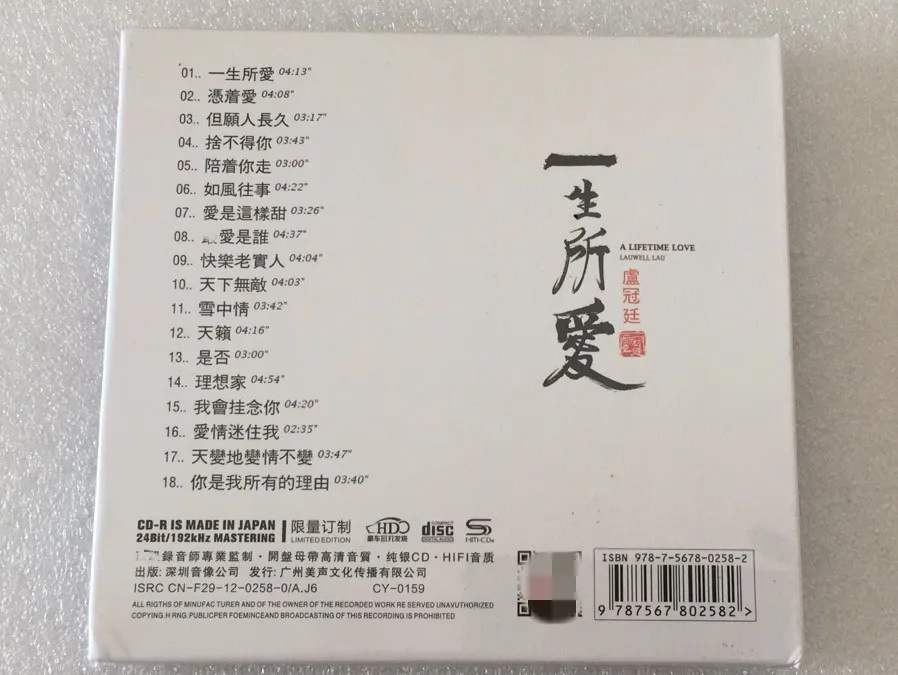 01.. 一生所愛 04:13"
02.. 憑着愛 04:08"
03.. 但願人長久 03:17"
04.. 捨不得你 03:43"
05.. 陪着你走 03:00"
06.. 如風往事 04:22"
07.. 愛是這樣甜 03:26"
08.. 愛是誰 04:37"
09.. 快樂老實人 04:04"
10.. 天下無敵 04:03"
11.. 雪中情 03:42"
12.. 天籟 04:16"
13.. 是否 03:00"
14.. 理想家 04:54"
15.. 我會挂念你 04:20"
16.. 愛情迷住我 02:35"
17.. 天變地變情不變 03:47"
18.. 你是我所有的理由 03:40"
一生所愛
A LIFETIME LOVE
LAUWELL LAU
盧冠廷
CD-R IS MADE IN JAPAN
24Bit/192kHz MASTERING
限量订制
LIMITED EDITION
HDO
COMPACT
disc
DIGITAL AUDIO
錄音師專業監制·開盤母帶高清音質·纯银CD·HIFI音质
出版: 深圳音像公司 发行: 广州美声文化传播有限公司
ISRC CN-F29-12-0258-0/A.J6 CY-0159
ALL RIGTHS OF MINUFACTURER AND OF THE OWNER OF THE RECORDED WORK RE SERVED UNAUTHORIZED
COPYING.H RNG.PUBLICPER FOEMINCEAND BROADCASTING OF THIS RECORDING IS PROHIBITED
ISBN 978-7-5678-0258-2
9 787567 802582 >